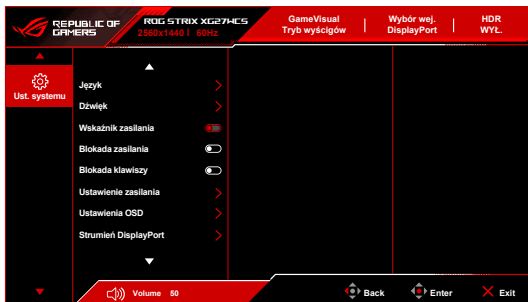 REPUBLIC OF
GAMERS
ROG STRIX XG27WCS
2560x1440 | 60Hz
GameVisual
Tryb wyścigów
Wybór wej.
DisplayPort
HDR
WYŁ.
Ust. systemu
Język
Dźwięk
Wskaźnik zasilania
Blokada zasilania
Blokada klawiszy
Ustawienie zasilania
Ustawienia OSD
Strumień DisplayPort
Volume 50
Back
Enter
Exit